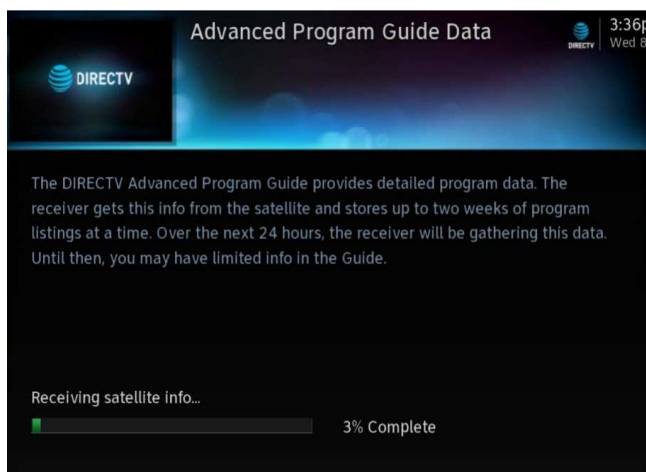 Advanced Program Guide Data
3:36p
DIRECTV
Wed 8
DIRECTV
The DIRECTV Advanced Program Guide provides detailed program data. The
receiver gets this info from the satellite and stores up to two weeks of program
listings at a time. Over the next 24 hours, the receiver will be gathering this data.
Until then, you may have limited info in the Guide.
Receiving satellite info...
3% Complete